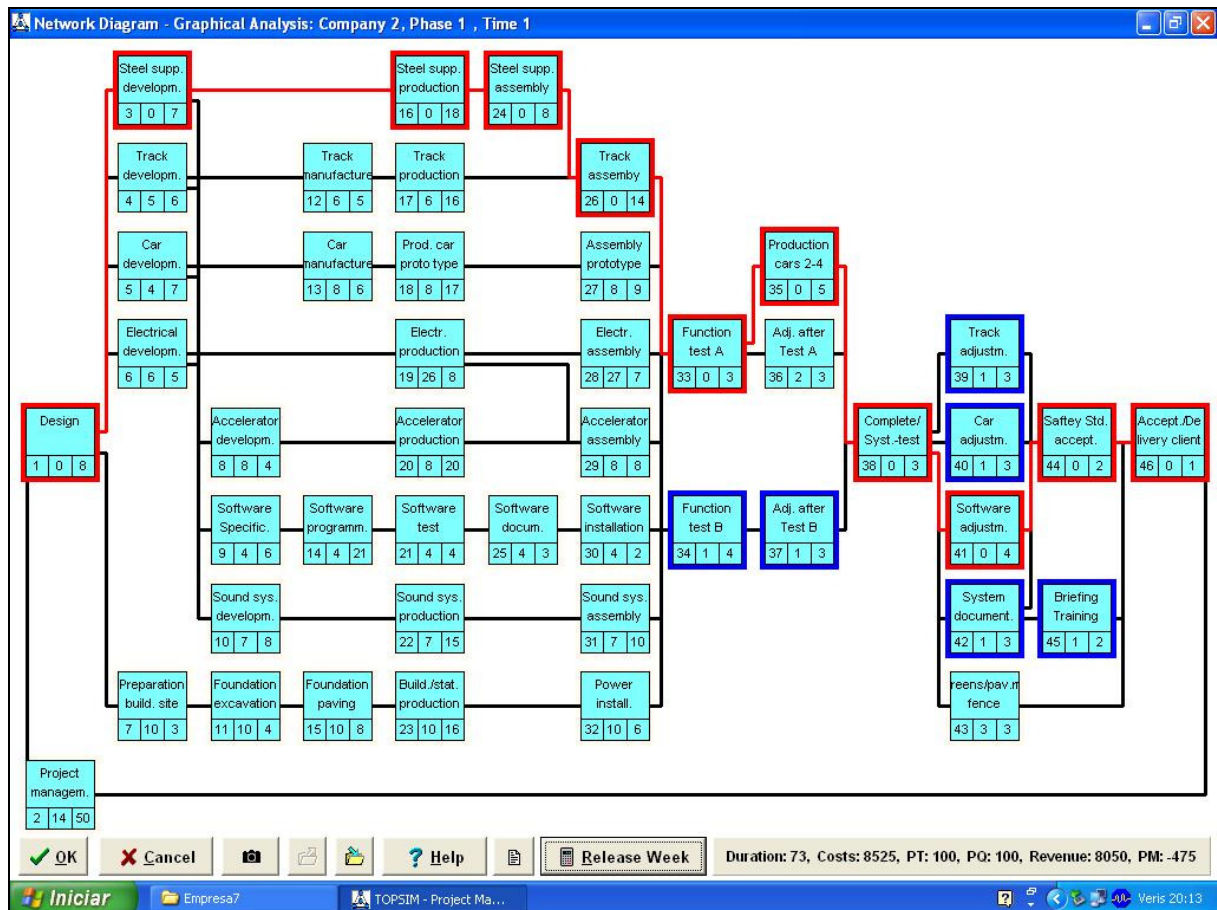 Network Diagram - Graphical Analysis: Company 2, Phase 1 , Time 1
Steel supp.
developm.
3 0 7
Steel supp.
production
16 0 18
Steel supp.
assembly
24 0 8
Track
developm.
4 5 6
Track
manufacture
12 6 5
Track
production
17 6 16
Track
assemby
26 0 14
Car
developm.
5 4 7
Car
manufacture
13 8 6
Prod. car
proto type
18 8 17
Assembly
prototype
27 8 9
Production
cars 2-4
35 0 5
Electrical
developm.
6 6 5
Electr.
production
19 26 8
Electr.
assembly
28 27 7
Function
test A
33 0 3
Adj. after
Test A
36 2 3
Track
adjustm.
39 1 3
Design
1 0 8
Accelerator
developm.
8 8 4
Accelerator
production
20 8 20
Accelerator
assembly
29 8 8
Complete/
Syst.-test
38 0 3
Car
adjustm.
40 1 3
Saftey Std.
accept.
44 0 2
Accept./De
livery client
46 0 1
Software
Specific.
9 4 6
Software
programm.
14 4 21
Software
test
21 4 4
Software
docum.
25 4 3
Software
installation
30 4 2
Function
test B
34 1 4
Adj. after
Test B
37 1 3
Software
adjustm.
41 0 4
Sound sys.
developm.
10 7 8
Sound sys.
production
22 7 15
Sound sys.
assembly
31 7 10
System
document.
42 1 3
Briefing
Training
45 1 2
Preparation
build. site
7 10 3
Foundation
excavation
11 10 4
Foundation
paving
15 10 8
Build./stat.
production
23 10 16
Power
install.
32 10 6
reens/pav.m
fence
43 3 3
Project
managem.
2 14 50
OK
Cancel
Help
Release Week
Duration: 73, Costs: 8525, PT: 100, PQ: 100, Revenue: 8050, PM: -475
Iniciar
Empresa7
TOPSIM - Project Ma...
Veris 20:13